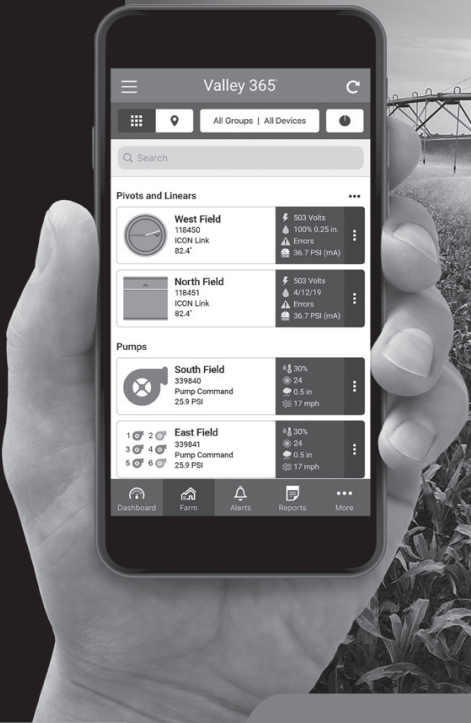 Valley 365
All Groups | All Devices
Search
Pivots and Linears
West Field
118450
ICON Link
82.4°
503 Volts
100% 0.25 in.
Errors
36.7 PSI (mA)
North Field
118451
ICON Link
82.4°
503 Volts
4/12/19
Errors
36.7 PSI (mA)
Pumps
South Field
339840
Pump Command
25.9 PSI
30%
24
0.5 in
17 mph
1 2
3 4
5 6
East Field
339841
Pump Command
25.9 PSI
30%
24
0.5 in
17 mph
Dashboard
Farm
Alerts
Reports
More